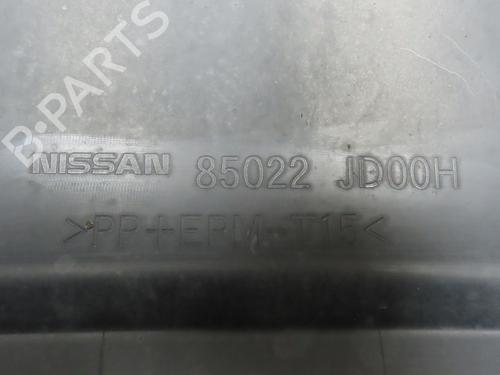 B-PARTS
NISSAN 85022 JD00H
>PP+EPM-T15<